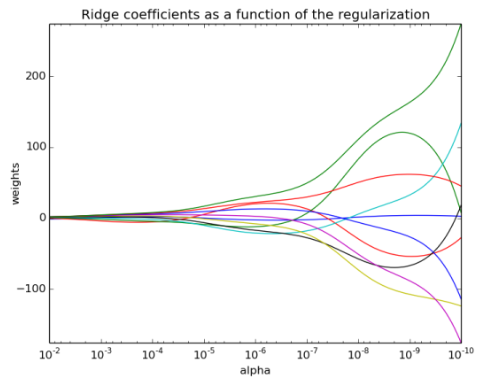 Ridge coefficients as a function of the regularization
weights
200
100
0
−100
10^-2 10^-3 10^-4 10^-5 10^-6 10^-7 10^-8 10^-9 10^-10
alpha